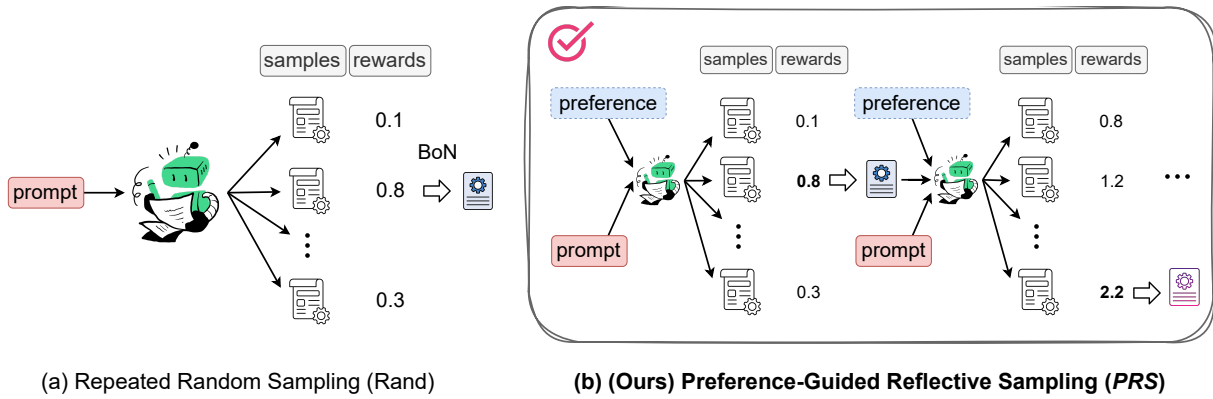 samples rewards
0.1
BoN
prompt
0.8
0.3
(a) Repeated Random Sampling (Rand)
samples rewards
preference
0.1
0.8
prompt
0.3
samples rewards
preference
0.8
1.2
...
prompt
2.2
(b) (Ours) Preference-Guided Reflective Sampling (PRS)